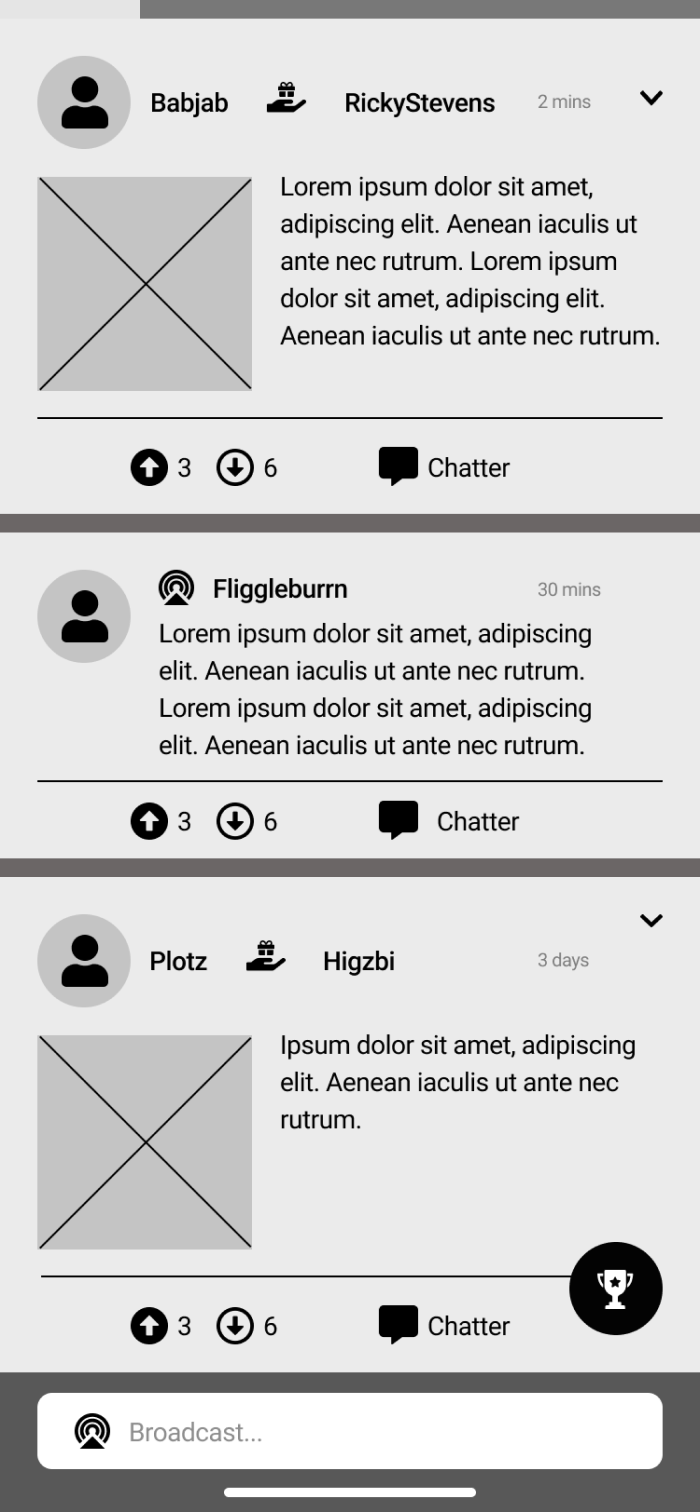 Babjab RickyStevens 2 mins
Lorem ipsum dolor sit amet,
adipiscing elit. Aenean iaculis ut
ante nec rutrum. Lorem ipsum
dolor sit amet, adipiscing elit.
Aenean iaculis ut ante nec rutrum.
3 6 Chatter
Fliggleburrn 30 mins
Lorem ipsum dolor sit amet, adipiscing
elit. Aenean iaculis ut ante nec rutrum.
Lorem ipsum dolor sit amet, adipiscing
elit. Aenean iaculis ut ante nec rutrum.
3 6 Chatter
Plotz Higzbi 3 days
Ipsum dolor sit amet, adipiscing
elit. Aenean iaculis ut ante nec
rutrum.
3 6 Chatter
Broadcast...